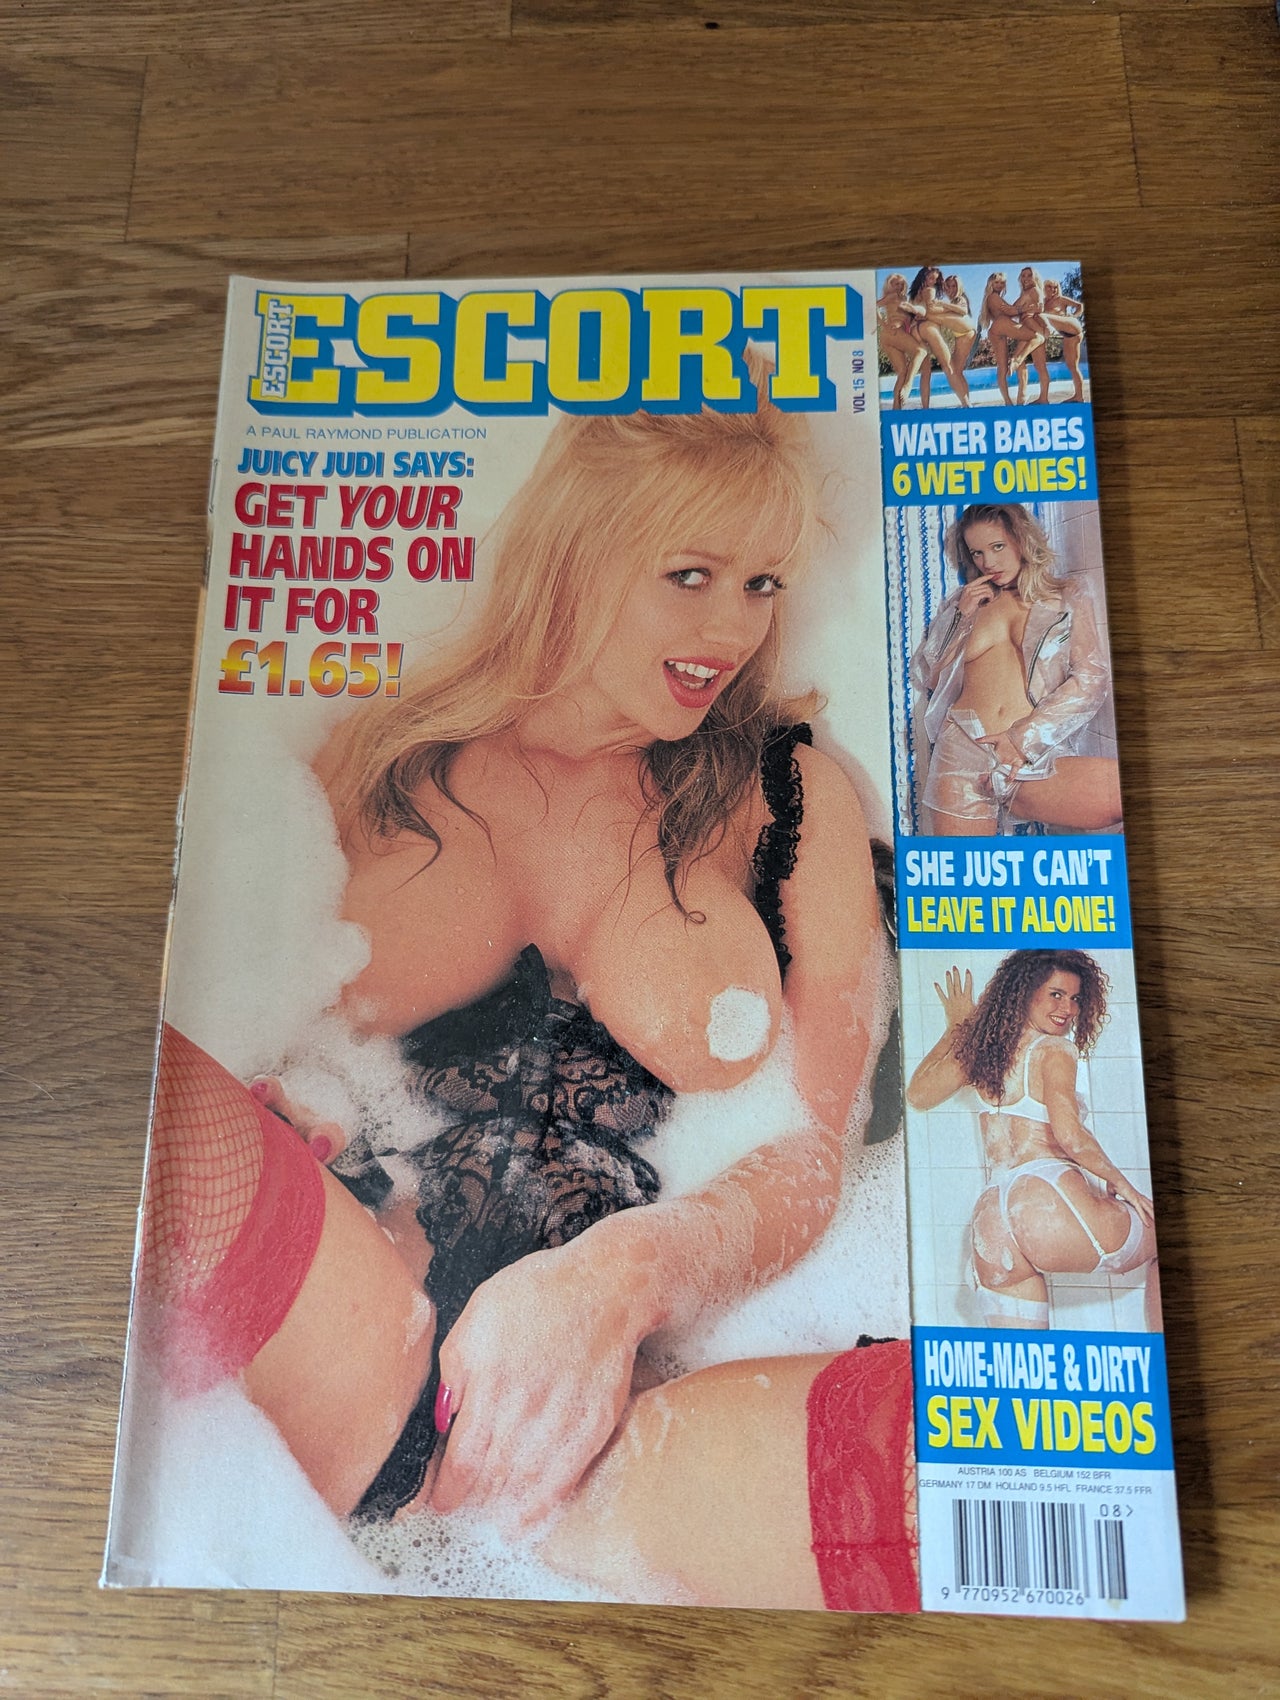 ESCORT
ESCORT
VOL 15 NO 8
A PAUL RAYMOND PUBLICATION
JUICY JUDI SAYS:
GET YOUR
HANDS ON
IT FOR
£1.65!
WATER BABES
6 WET ONES!
SHE JUST CAN'T
LEAVE IT ALONE!
HOME-MADE & DIRTY
SEX VIDEOS
AUSTRIA 100 AS BELGIUM 152 BFR
GERMANY 17 DM HOLLAND 9.5 HFL FRANCE 37.5 FFR
08>
9 770952 670026